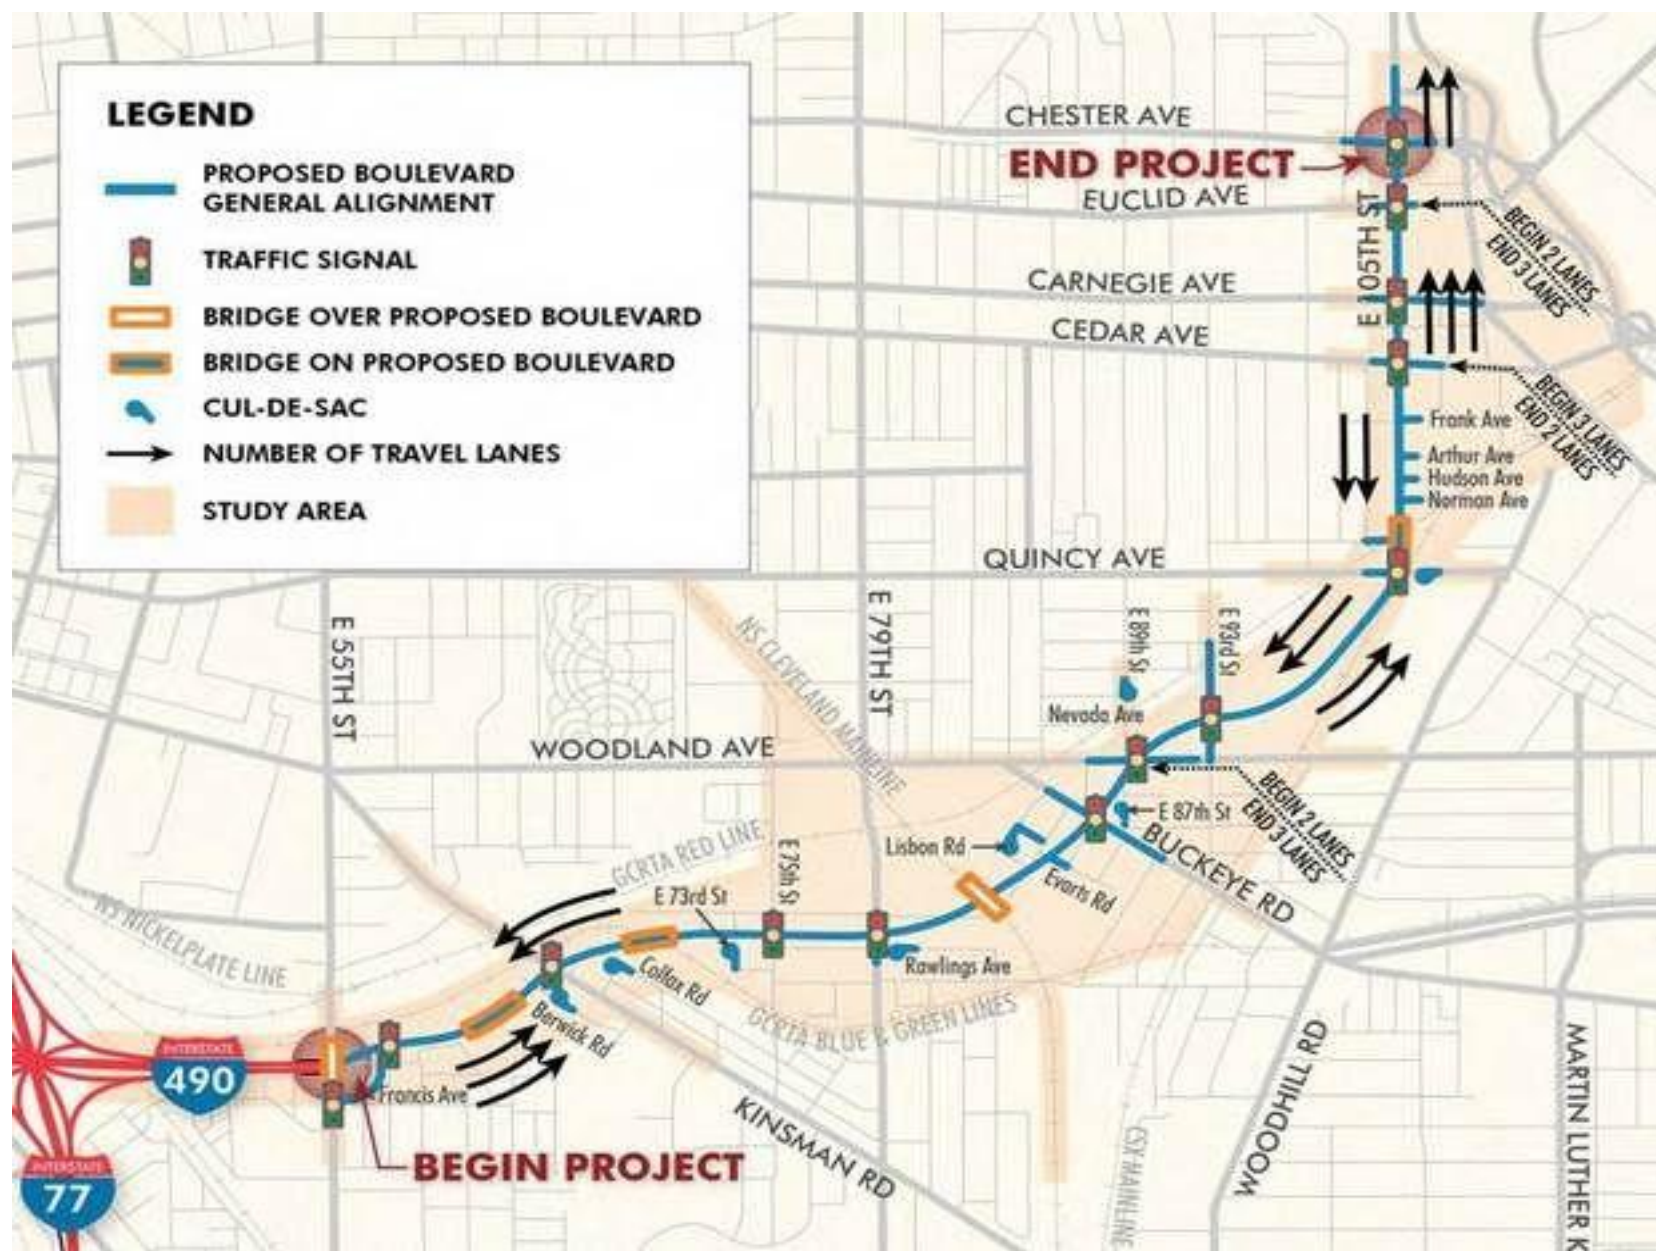 LEGEND
PROPOSED BOULEVARD
GENERAL ALIGNMENT
TRAFFIC SIGNAL
BRIDGE OVER PROPOSED BOULEVARD
BRIDGE ON PROPOSED BOULEVARD
CUL-DE-SAC
NUMBER OF TRAVEL LANES
STUDY AREA
CHESTER AVE
END PROJECT
EUCLID AVE
E 105TH ST
BEGIN 2 LANES
END 3 LANES
CARNEGIE AVE
CEDAR AVE
BEGIN 3 LANES
END 2 LANES
Frank Ave
Arthur Ave
Hudson Ave
Norman Ave
QUINCY AVE
E 55TH ST
NS CLEVELAND MAINLINE
E 79TH ST
E 89th St
E 93rd St
Nevada Ave
WOODLAND AVE
BEGIN 2 LANES
END 3 LANES
E 87th St
BUCKEYE RD
Lisbon Rd
Evarts Rd
GCRTA RED LINE
E 75th St
E 73rd St
NS NICKELPLATE LINE
Colfax Rd
Rawlings Ave
GCRTA BLUE & GREEN LINES
Berwick Rd
INTERSTATE
490
Francis Ave
BEGIN PROJECT
KINSMAN RD
CSX MAINLINE
WOODHILL RD
MARTIN LUTHER K
INTERSTATE
77